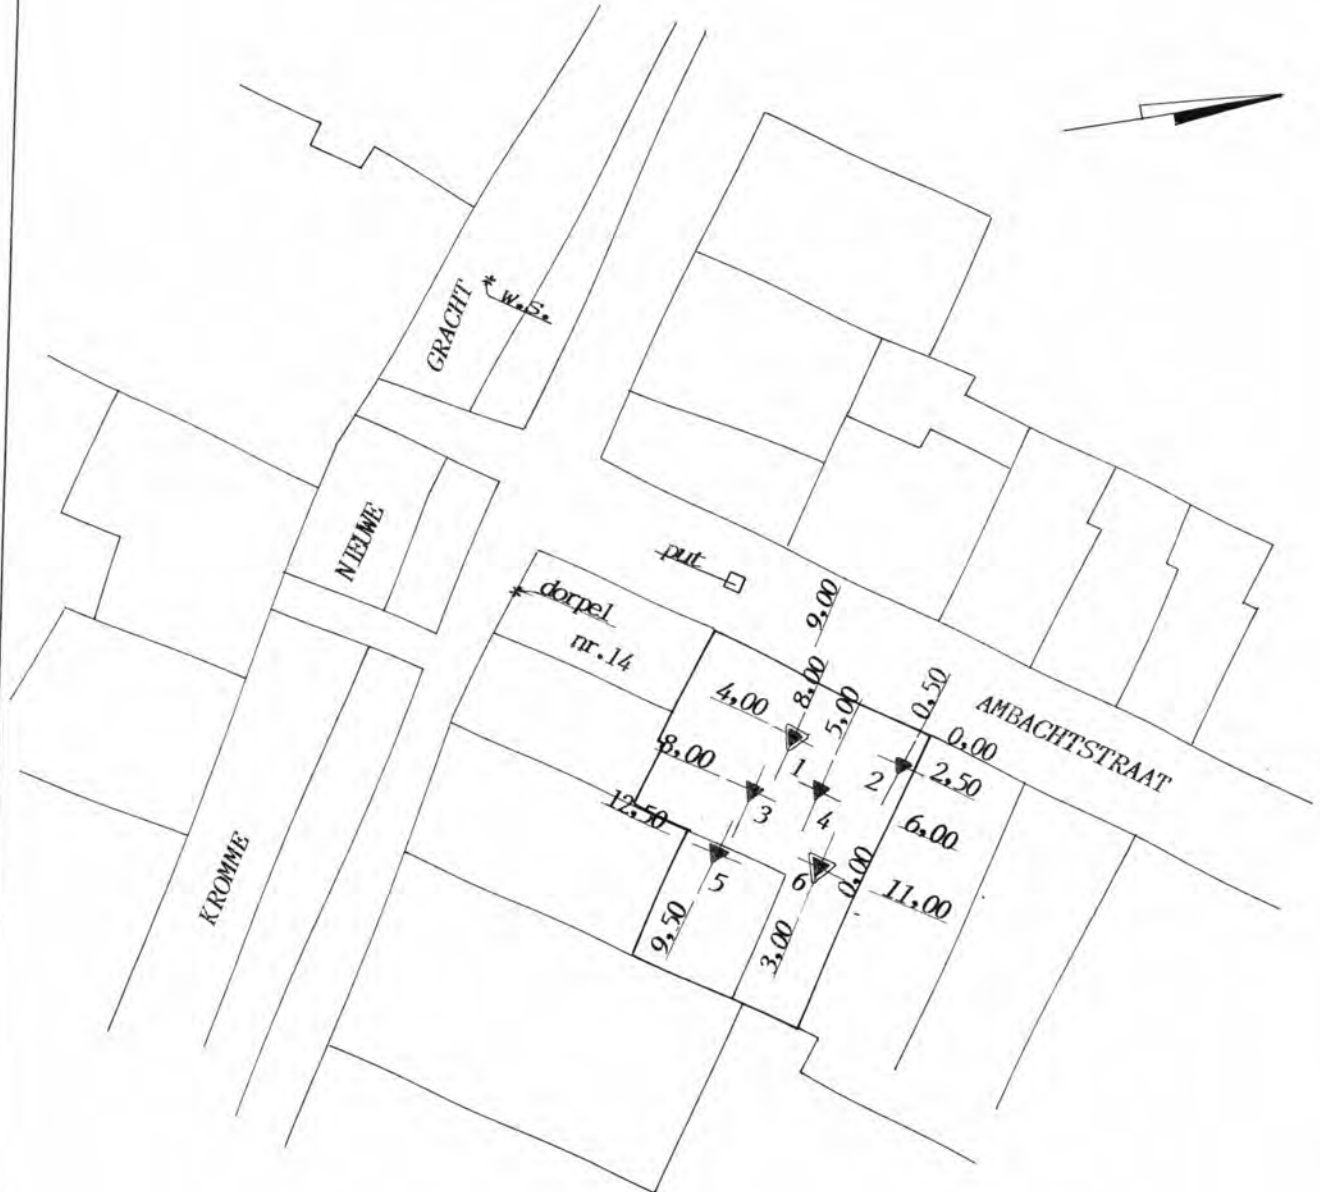 GRACHT
* w.s.
NIEUWE
put
* dorpel
nr.14
9,00
8,00
4,00
5,00
0,50
AMBACHTSTRAAT
0,00
8,00
1
2
2,50
12,50
3
4
6,00
KROMME
5
6
0,00
11,00
9,50
3,00